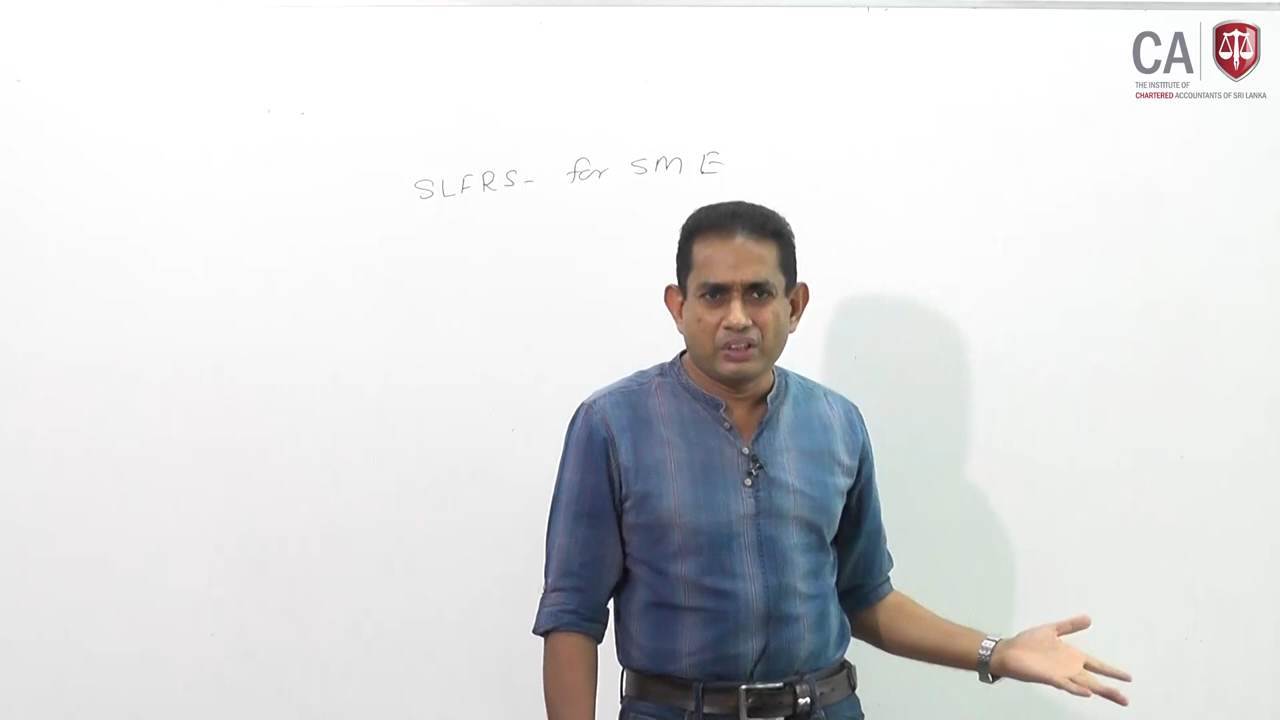 CA
THE INSTITUTE OF
CHARTERED ACCOUNTANTS OF SRI LANKA
SLFRS- for SME